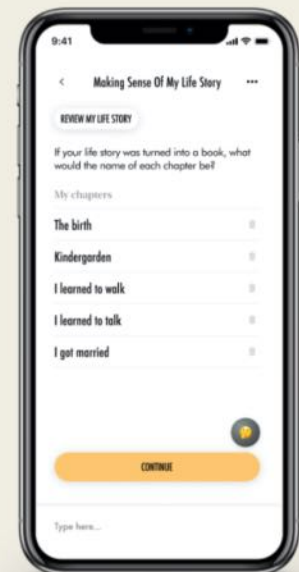 9:41
Making Sense Of My Life Story
REVIEW MY LIFE STORY
If your life story was turned into a book, what
would the name of each chapter be?
My chapters
The birth
Kindergarden
I learned to walk
I learned to talk
I got married
CONTINUE
Type here...